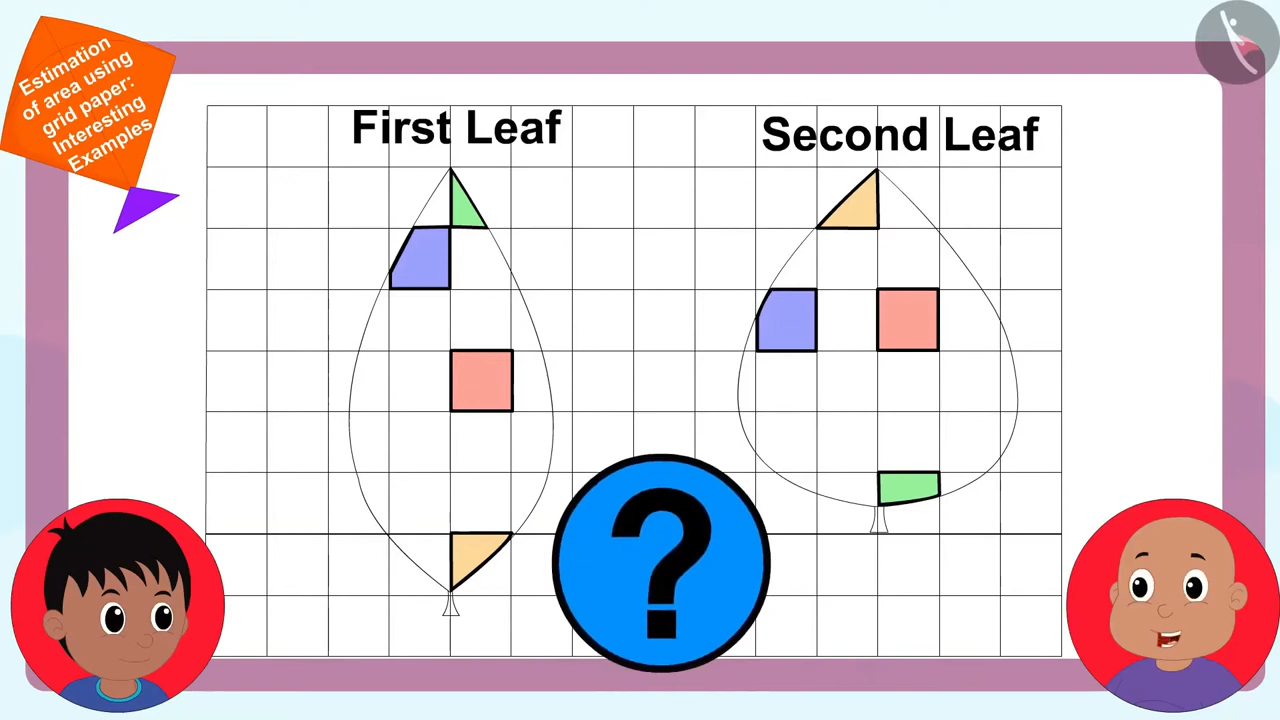 Estimation
of area using
grid paper:
Interesting
Examples
First Leaf
Second Leaf
?